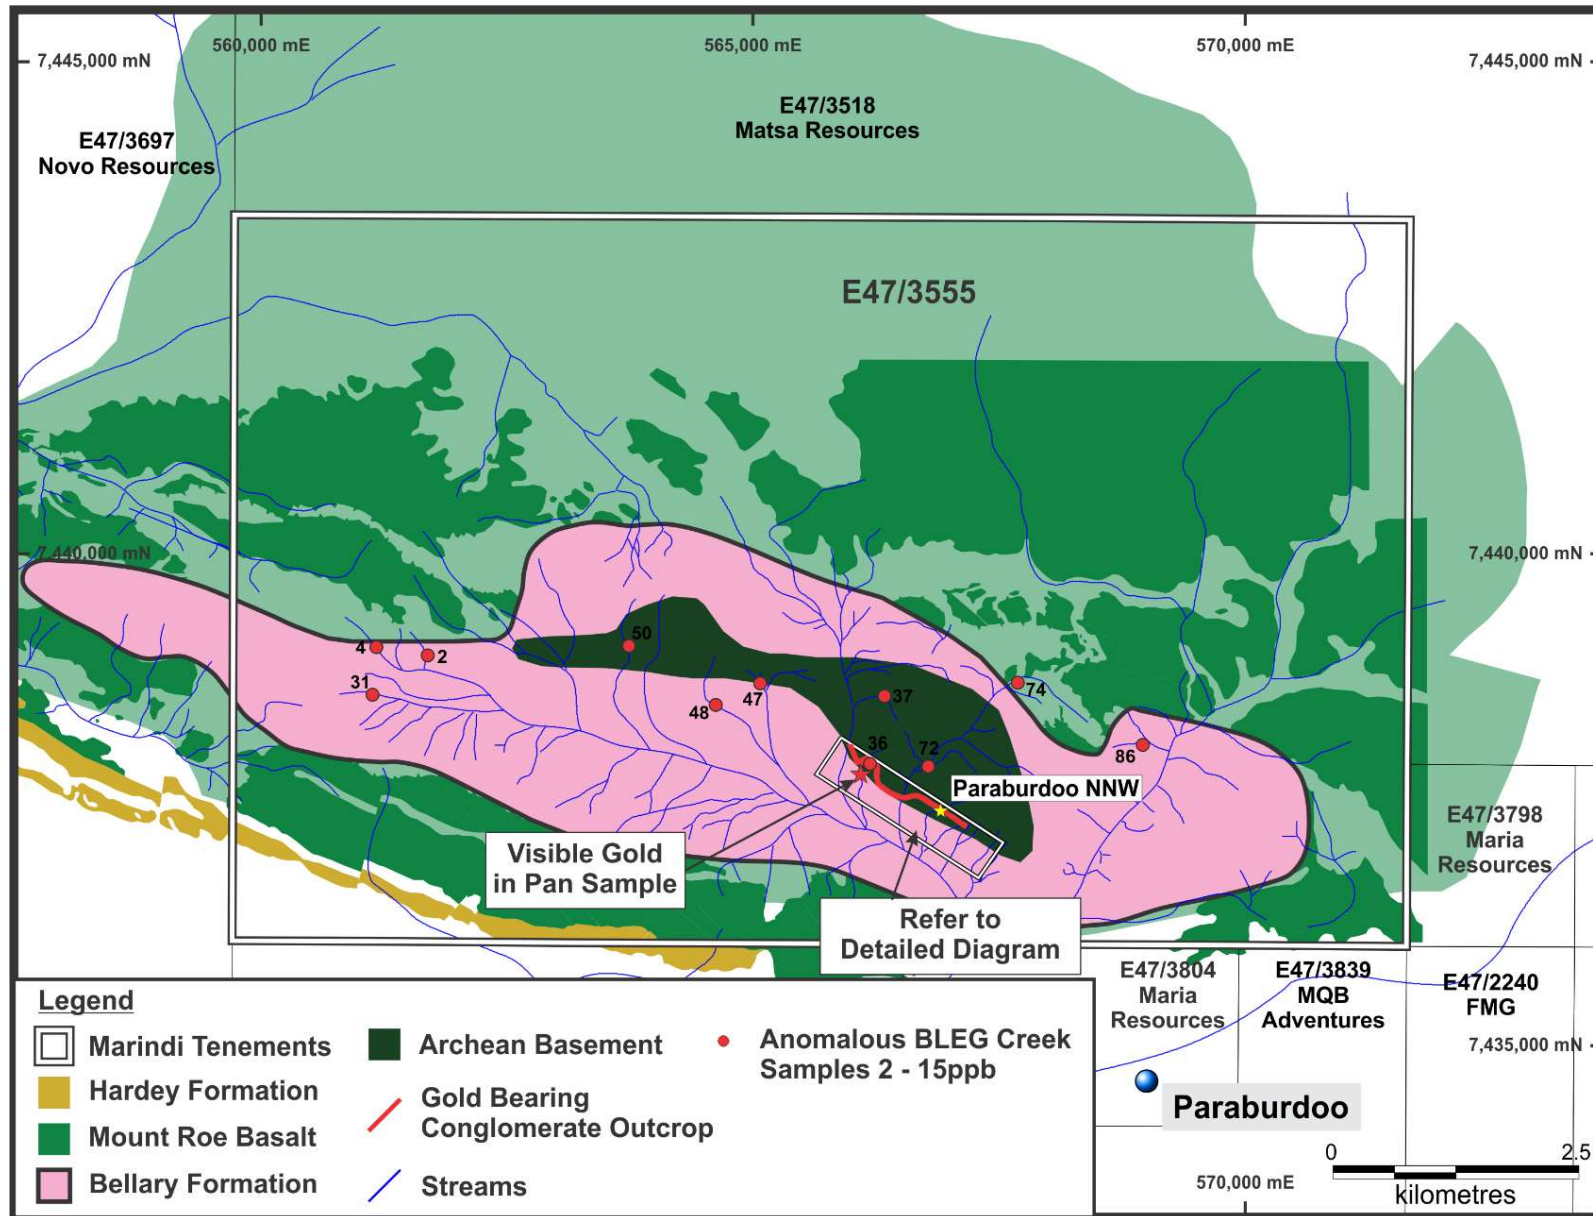 560,000 mE
565,000 mE
570,000 mE
7,445,000 mN
7,445,000 mN
E47/3518
Matsa Resources
E47/3697
Novo Resources
E47/3555
7,440,000 mN
7,440,000 mN
50
4
2
31
74
37
47
48
36
72
86
Paraburdoo NNW
E47/3798
Maria
Resources
Visible Gold
in Pan Sample
Refer to
Detailed Diagram
E47/3804
Maria
Resources
E47/3839
MQB
Adventures
E47/2240
FMG
7,435,000 mN
Paraburdoo
0
2.5
kilometres
570,000 mE
Legend
Marindi Tenements
Hardey Formation
Mount Roe Basalt
Bellary Formation
Archean Basement
Gold Bearing
Conglomerate Outcrop
Streams
Anomalous BLEG Creek
Samples 2 - 15ppb